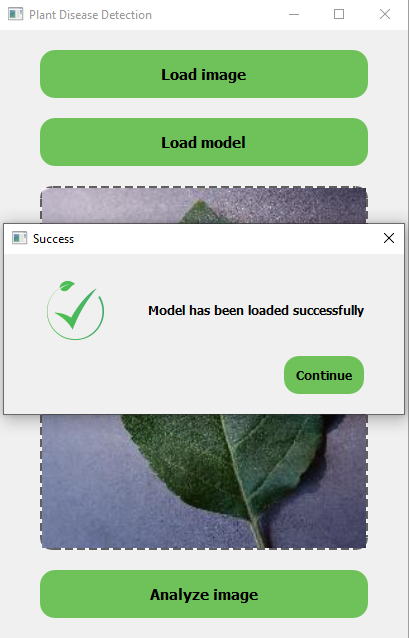 Plant Disease Detection
Load image
Load model
Success
Model has been loaded successfully
Continue
Analyze image